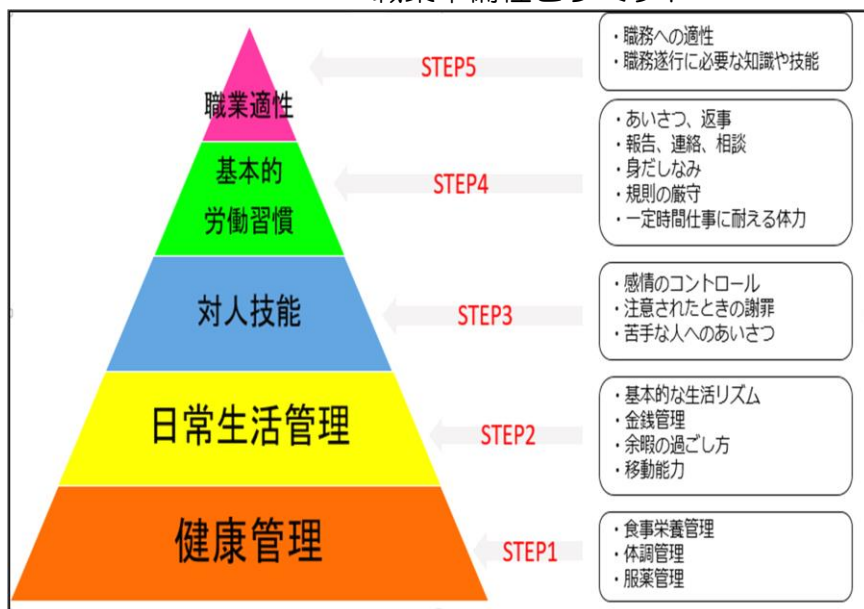 職業適性
STEP5
・職務への適性
・職務遂行に必要な知識や技能
基本的
労働習慣
STEP4
・あいさつ、返事
・報告、連絡、相談
・身だしなみ
・規則の厳守
・一定時間仕事に耐える体力
対人技能
STEP3
・感情のコントロール
・注意されたときの謝罪
・苦手な人へのあいさつ
日常生活管理
STEP2
・基本的な生活リズム
・金銭管理
・余暇の過ごし方
・移動能力
健康管理
STEP1
・食事栄養管理
・体調管理
・服薬管理